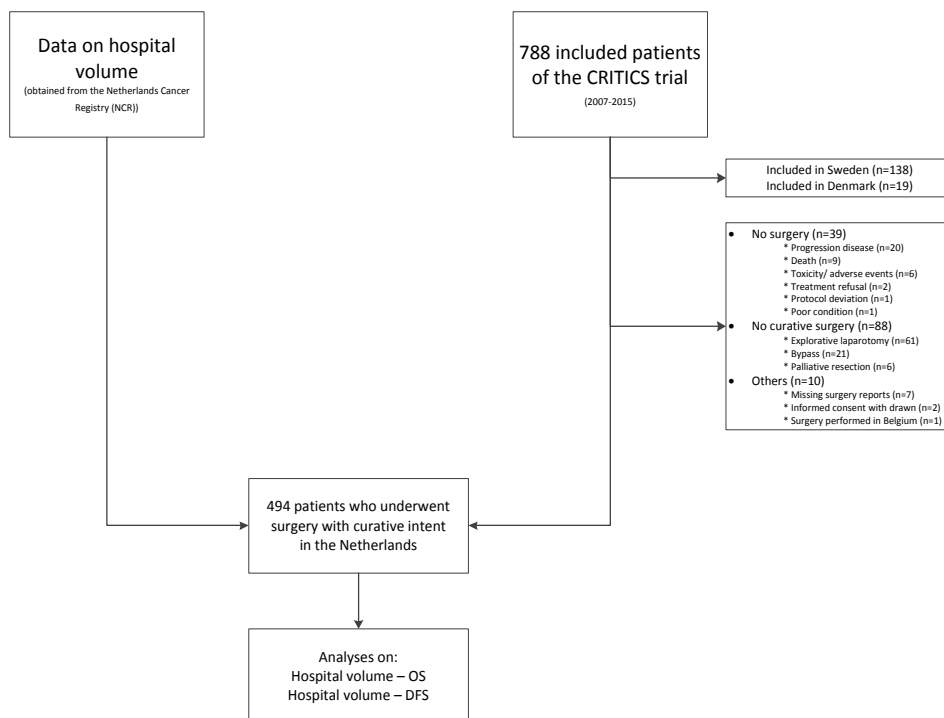 Data on hospital
volume
(obtained from the Netherlands Cancer
Registry (NCR))
788 included patients
of the CRITICS trial
(2007-2015)
Included in Sweden (n=138)
Included in Denmark (n=19)
• No surgery (n=39)
* Progression disease (n=20)
* Death (n=9)
* Toxicity/ adverse events (n=6)
* Treatment refusal (n=2)
* Protocol deviation (n=1)
* Poor condition (n=1)
• No curative surgery (n=88)
* Explorative laparotomy (n=61)
* Bypass (n=21)
* Palliative resection (n=6)
• Others (n=10)
* Missing surgery reports (n=7)
* Informed consent with drawn (n=2)
* Surgery performed in Belgium (n=1)
494 patients who underwent
surgery with curative intent
in the Netherlands
Analyses on:
Hospital volume – OS
Hospital volume – DFS